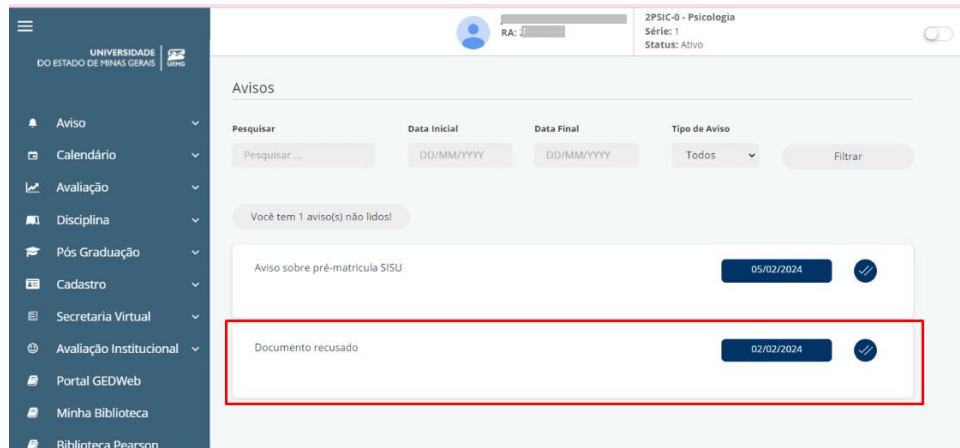 UNIVERSIDADE
DO ESTADO DE MINAS GERAIS
UEMG
Aviso
Calendário
Avaliação
Disciplina
Pós Graduação
Cadastro
Secretaria Virtual
Avaliação Institucional
Portal GEDWeb
Minha Biblioteca
Biblioteca Pearson
RA:
2PSIC-0 - Psicologia
Série: 1
Status: Ativo
Avisos
Pesquisar
Data Inicial
Data Final
Tipo de Aviso
Pesquisar ...
DD/MM/YYYY
DD/MM/YYYY
Todos
Filtrar
Você tem 1 aviso(s) não lidos!
Aviso sobre pré-matricula SISU
05/02/2024
Documento recusado
02/02/2024